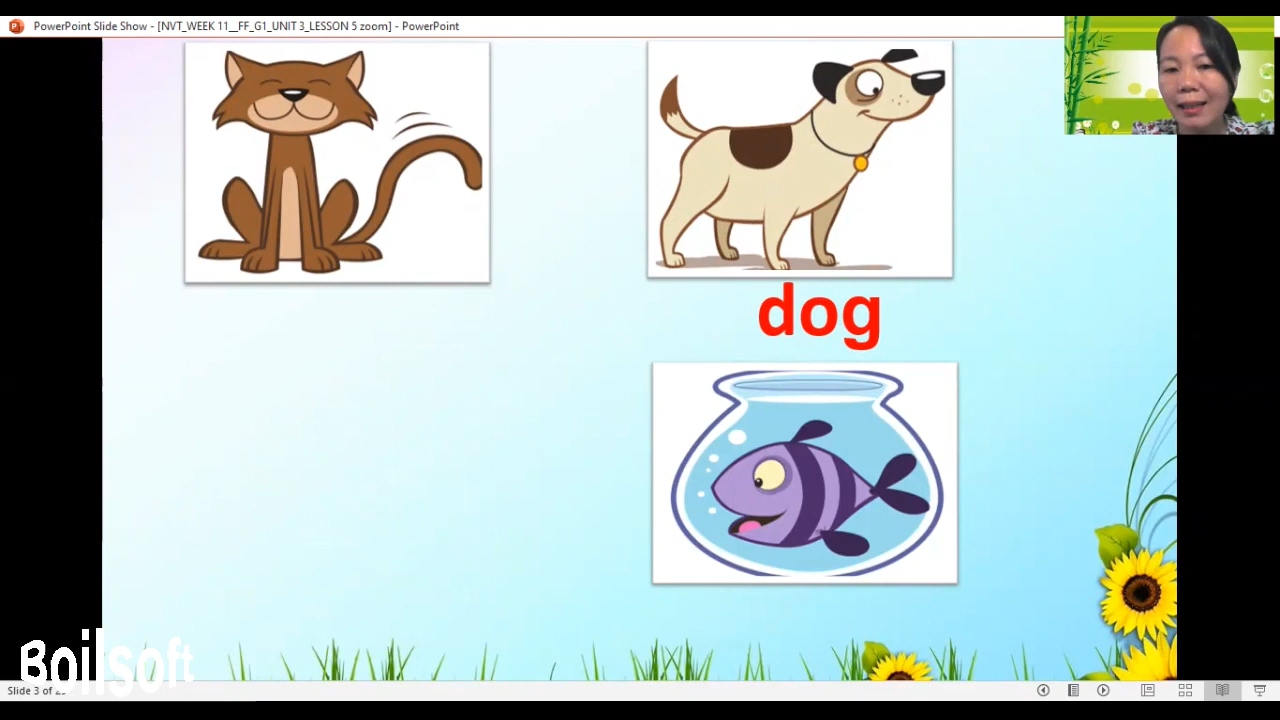 PowerPoint Slide Show - [NVT_WEEK 11__FF_G1_UNIT 3_LESSON 5 zoom] - PowerPoint
dog
Boilsoft
Slide 3 of